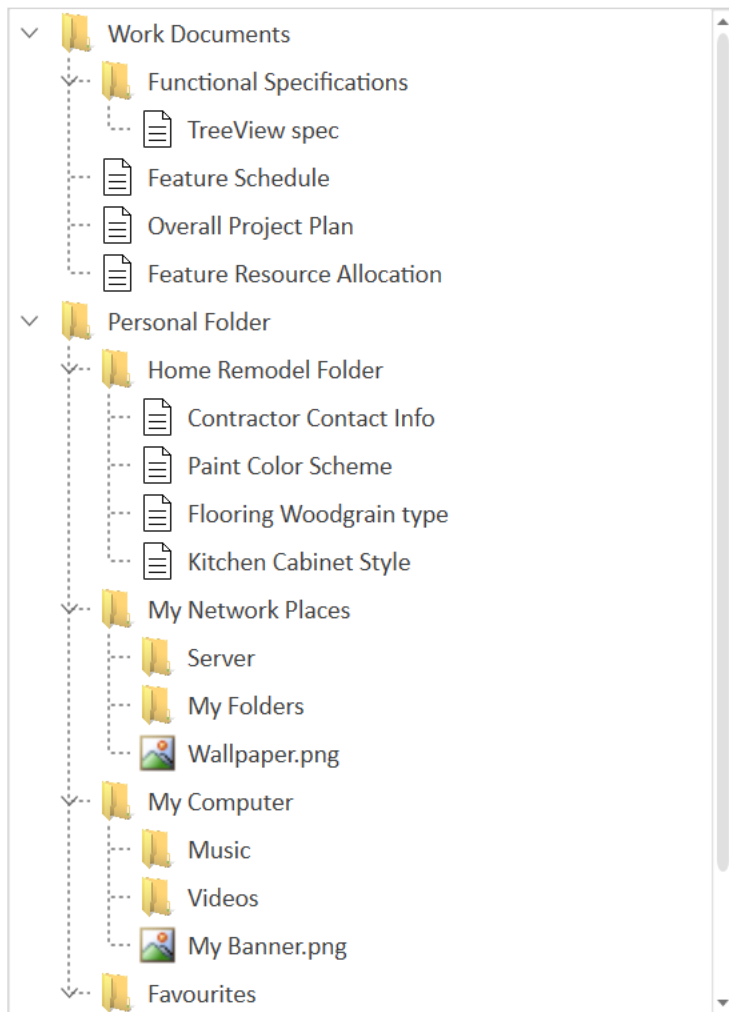 Work Documents
Functional Specifications
TreeView spec
Feature Schedule
Overall Project Plan
Feature Resource Allocation
Personal Folder
Home Remodel Folder
Contractor Contact Info
Paint Color Scheme
Flooring Woodgrain type
Kitchen Cabinet Style
My Network Places
Server
My Folders
Wallpaper.png
My Computer
Music
Videos
My Banner.png
Favourites